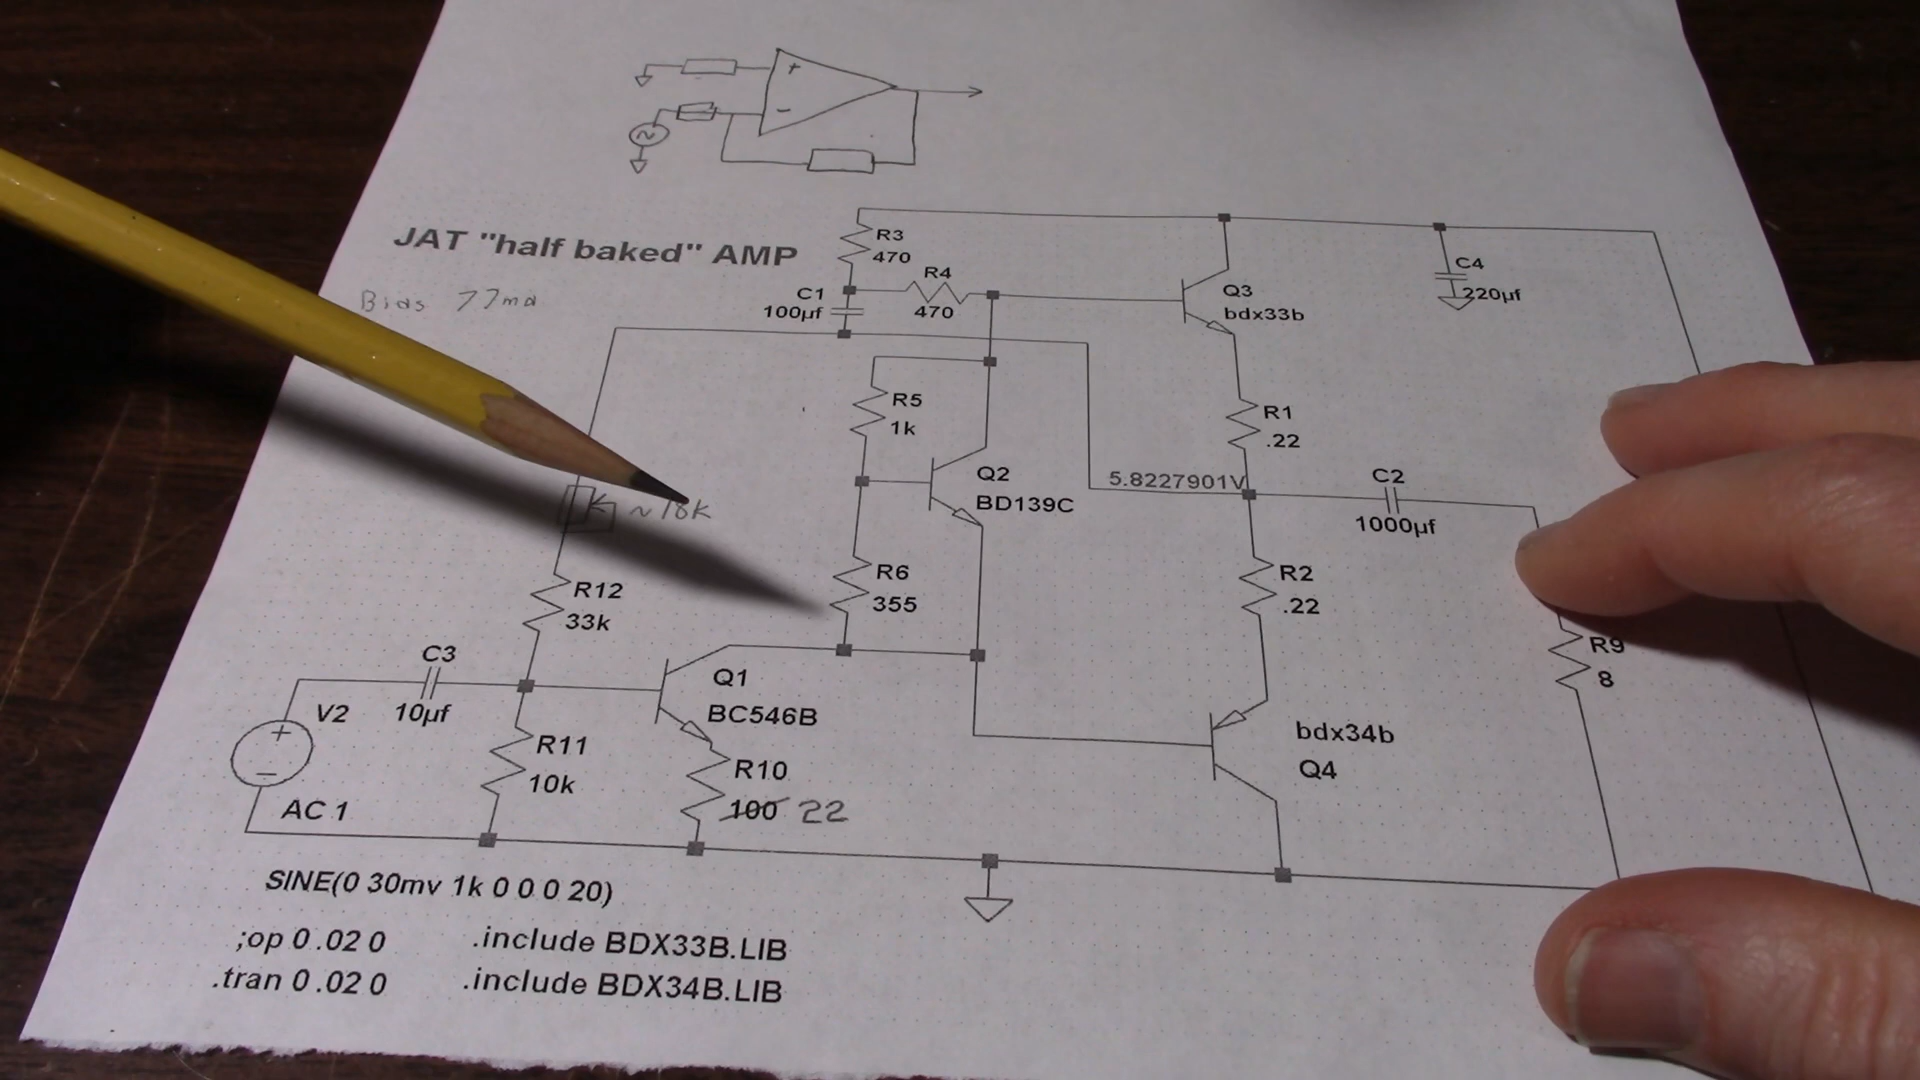 +
-
JAT "half baked" AMP
Bias 77ma
R3
470
R4
470
C1
100µf
Q3
bdx33b
C4
220µf
R5
1k
R1
.22
Q2
BD139C
5.8227901V
C2
1000µf
~18k
R12
33k
R6
355
R2
.22
R9
8
C3
10µf
V2
+
-
AC 1
Q1
BC546B
R11
10k
R10
100 22
bdx34b
Q4
SINE(0 30mv 1k 0 0 0 20)
;op 0 .02 0
.include BDX33B.LIB
.tran 0 .02 0
.include BDX34B.LIB